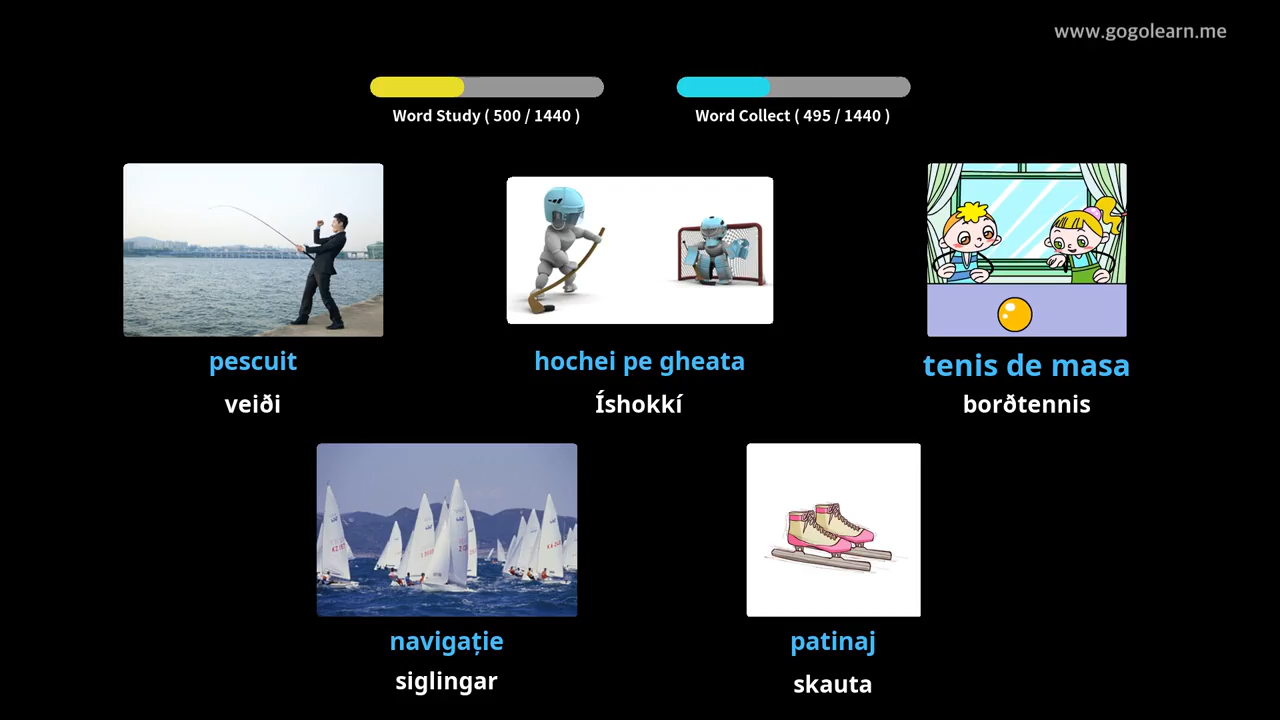 www.gogolearn.me
Word Study ( 500 / 1440 )
Word Collect ( 495 / 1440 )
pescuit
hochei pe gheata
tenis de masa
veiði
Íshokkí
borðtennis
navigație
patinaj
siglingar
skauta